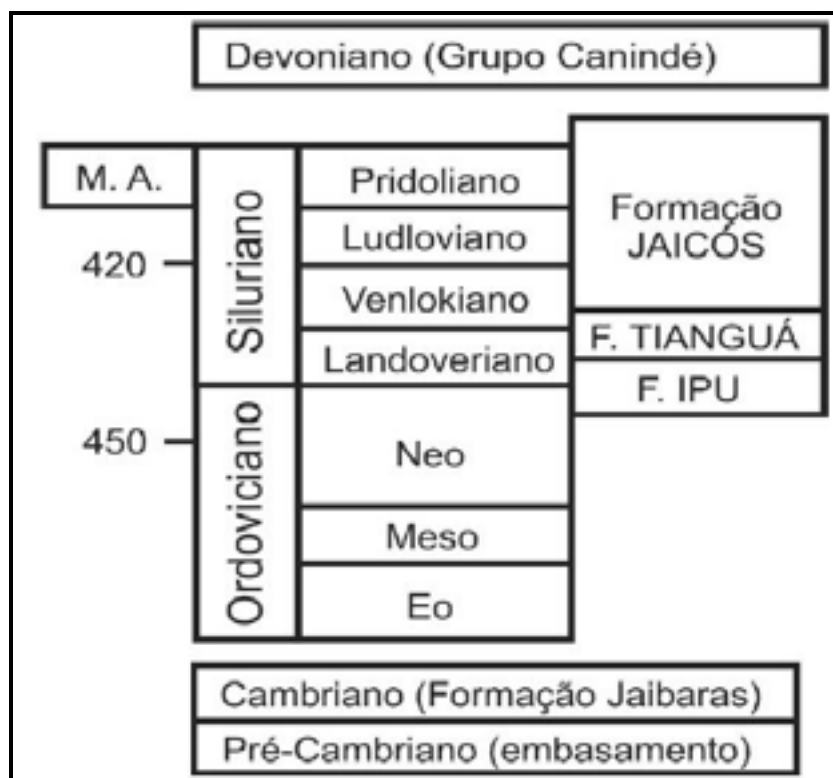 Devoniano (Grupo Canindé)
M. A.
420
450
Siluriano
Ordoviciano
Pridoliano
Ludloviano
Venlokiano
Landoveriano
Neo
Meso
Eo
Formação
JAICÓS
F. TIANGUÁ
F. IPU
Cambriano (Formação Jaibaras)
Pré-Cambriano (embasamento)